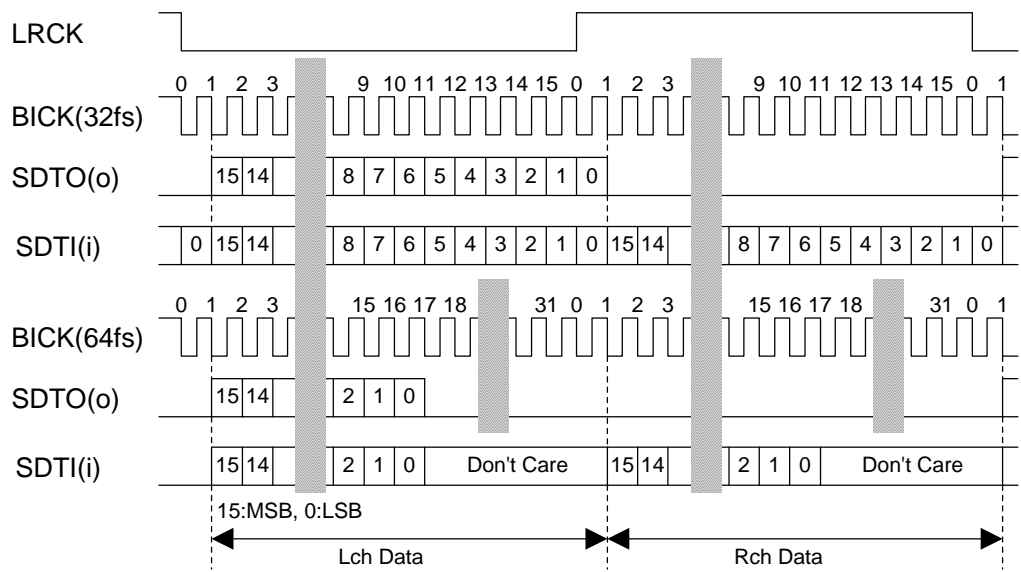 LRCK
0 1 2 3 9 10 11 12 13 14 15 0 1 2 3 9 10 11 12 13 14 15 0 1
BICK(32fs)
SDTO(o) 15 14 8 7 6 5 4 3 2 1 0
SDTI(i) 0 15 14 8 7 6 5 4 3 2 1 0 15 14 8 7 6 5 4 3 2 1 0
0 1 2 3 15 16 17 18 31 0 1 2 3 15 16 17 18 31 0 1
BICK(64fs)
SDTO(o) 15 14 2 1 0
SDTI(i) 15 14 2 1 0 Don't Care 15 14 2 1 0 Don't Care
15:MSB, 0:LSB
Lch Data Rch Data